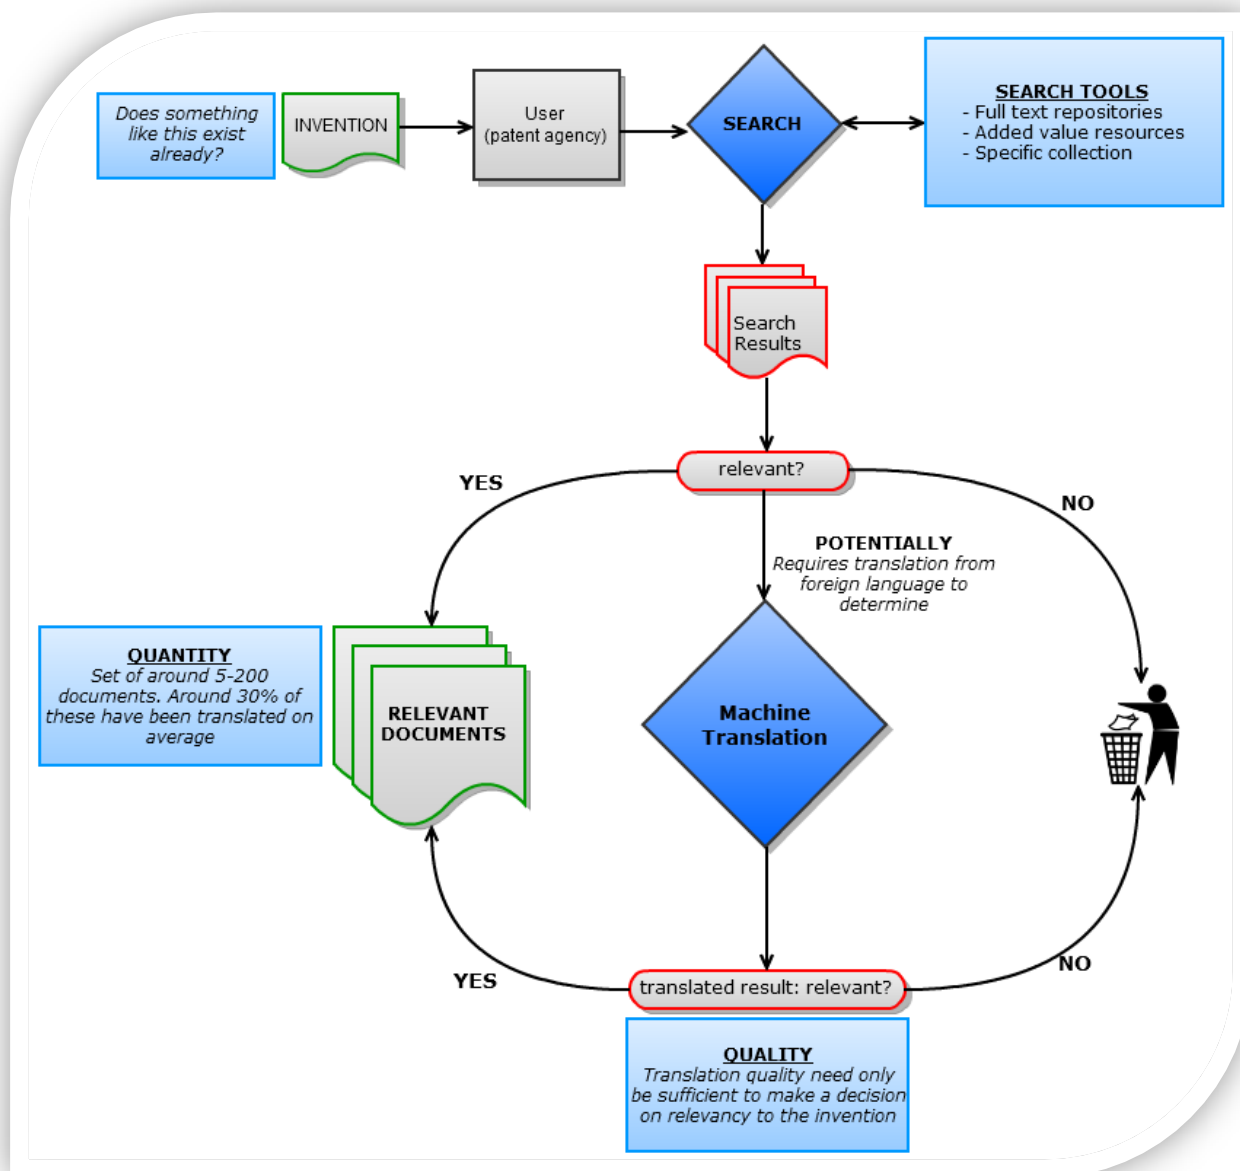 Does something
like this exist
already?
INVENTION
User
(patent agency)
SEARCH
SEARCH TOOLS
- Full text repositories
- Added value resources
- Specific collection
Search
Results
relevant?
YES
NO
POTENTIALLY
Requires translation from
foreign language to
determine
QUANTITY
Set of around 5-200
documents. Around 30% of
these have been translated on
average
RELEVANT
DOCUMENTS
Machine
Translation
YES
NO
translated result: relevant?
QUALITY
Translation quality need only
be sufficient to make a decision
on relevancy to the invention